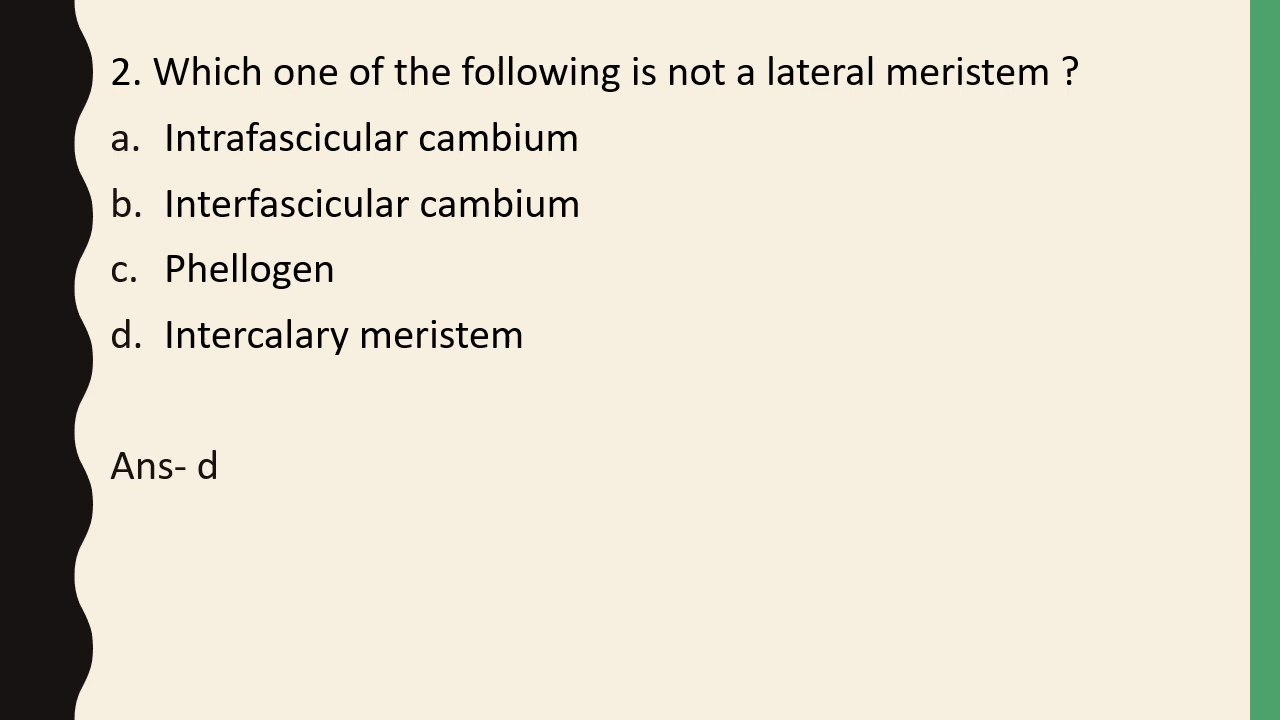 2. Which one of the following is not a lateral meristem ?
a. Intrafascicular cambium
b. Interfascicular cambium
c. Phellogen
d. Intercalary meristem
Ans- d